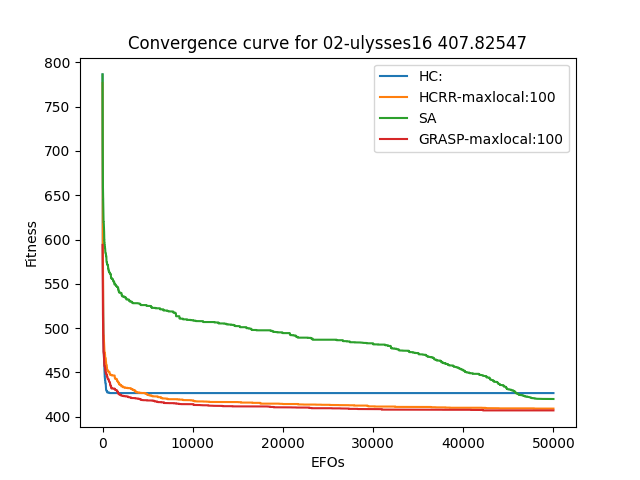 Convergence curve for 02-ulysses16 407.82547
800
750
700
650
600
550
500
450
400
Fitness
HC:
HCRR-maxlocal:100
SA
GRASP-maxlocal:100
0 10000 20000 30000 40000 50000
EFOs